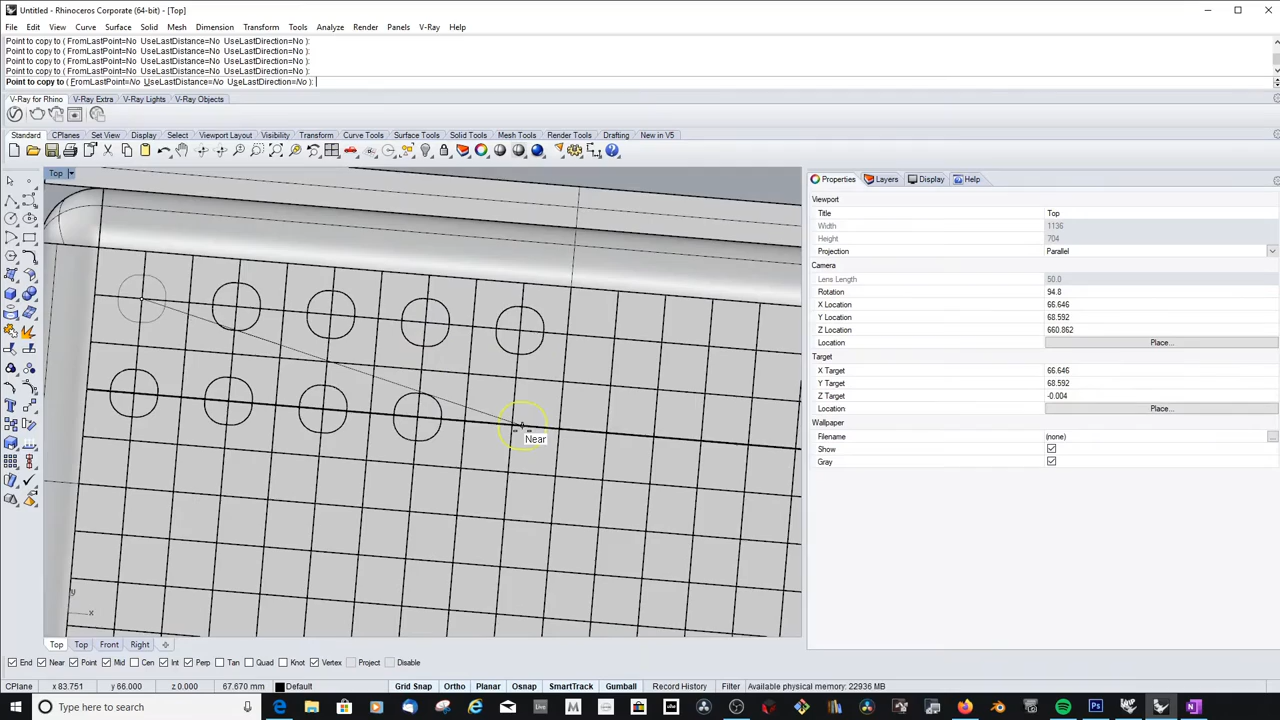 Untitled - Rhinoceros Corporate (64-bit) - [Top]
File Edit View Curve Surface Solid Mesh Dimension Transform Tools Analyze Render Panels V-Ray Help
Point to copy to ( FromLastPoint=No UseLastDistance=No UseLastDirection=No ):
Point to copy to ( FromLastPoint=No UseLastDistance=No UseLastDirection=No ):
Point to copy to ( FromLastPoint=No UseLastDistance=No UseLastDirection=No ):
Point to copy to ( FromLastPoint=No UseLastDistance=No UseLastDirection=No ):
Point to copy to ( FromLastPoint=No UseLastDistance=No UseLastDirection=No ):
V-Ray for Rhino V-Ray Extra V-Ray Lights V-Ray Objects
Standard CPlanes Set View Display Select Viewport Layout Visibility Transform Curve Tools Surface Tools Solid Tools Mesh Tools Render Tools Drafting New in V5
Top
Properties Layers Display Help
Viewport
Title Top
Width 1136
Height 704
Projection Parallel
Camera
Lens Length 50.0
Rotation 94.8
X Location 66.646
Y Location 68.592
Z Location 660.862
Location Place...
Target
X Target 66.646
Y Target 68.592
Z Target -0.004
Location Place...
Wallpaper
Filename (none)
Show
Gray
Near
y
x
Top Top Front Right
End Near Point Mid Cen Int Perp Tan Quad Knot Vertex Project Disable
CPlane x 83.751 y 66.000 z 0.000 67.670 mm Default Grid Snap Ortho Planar Osnap SmartTrack Gumball Record History Filter Available physical memory: 22936 MB
Type here to search